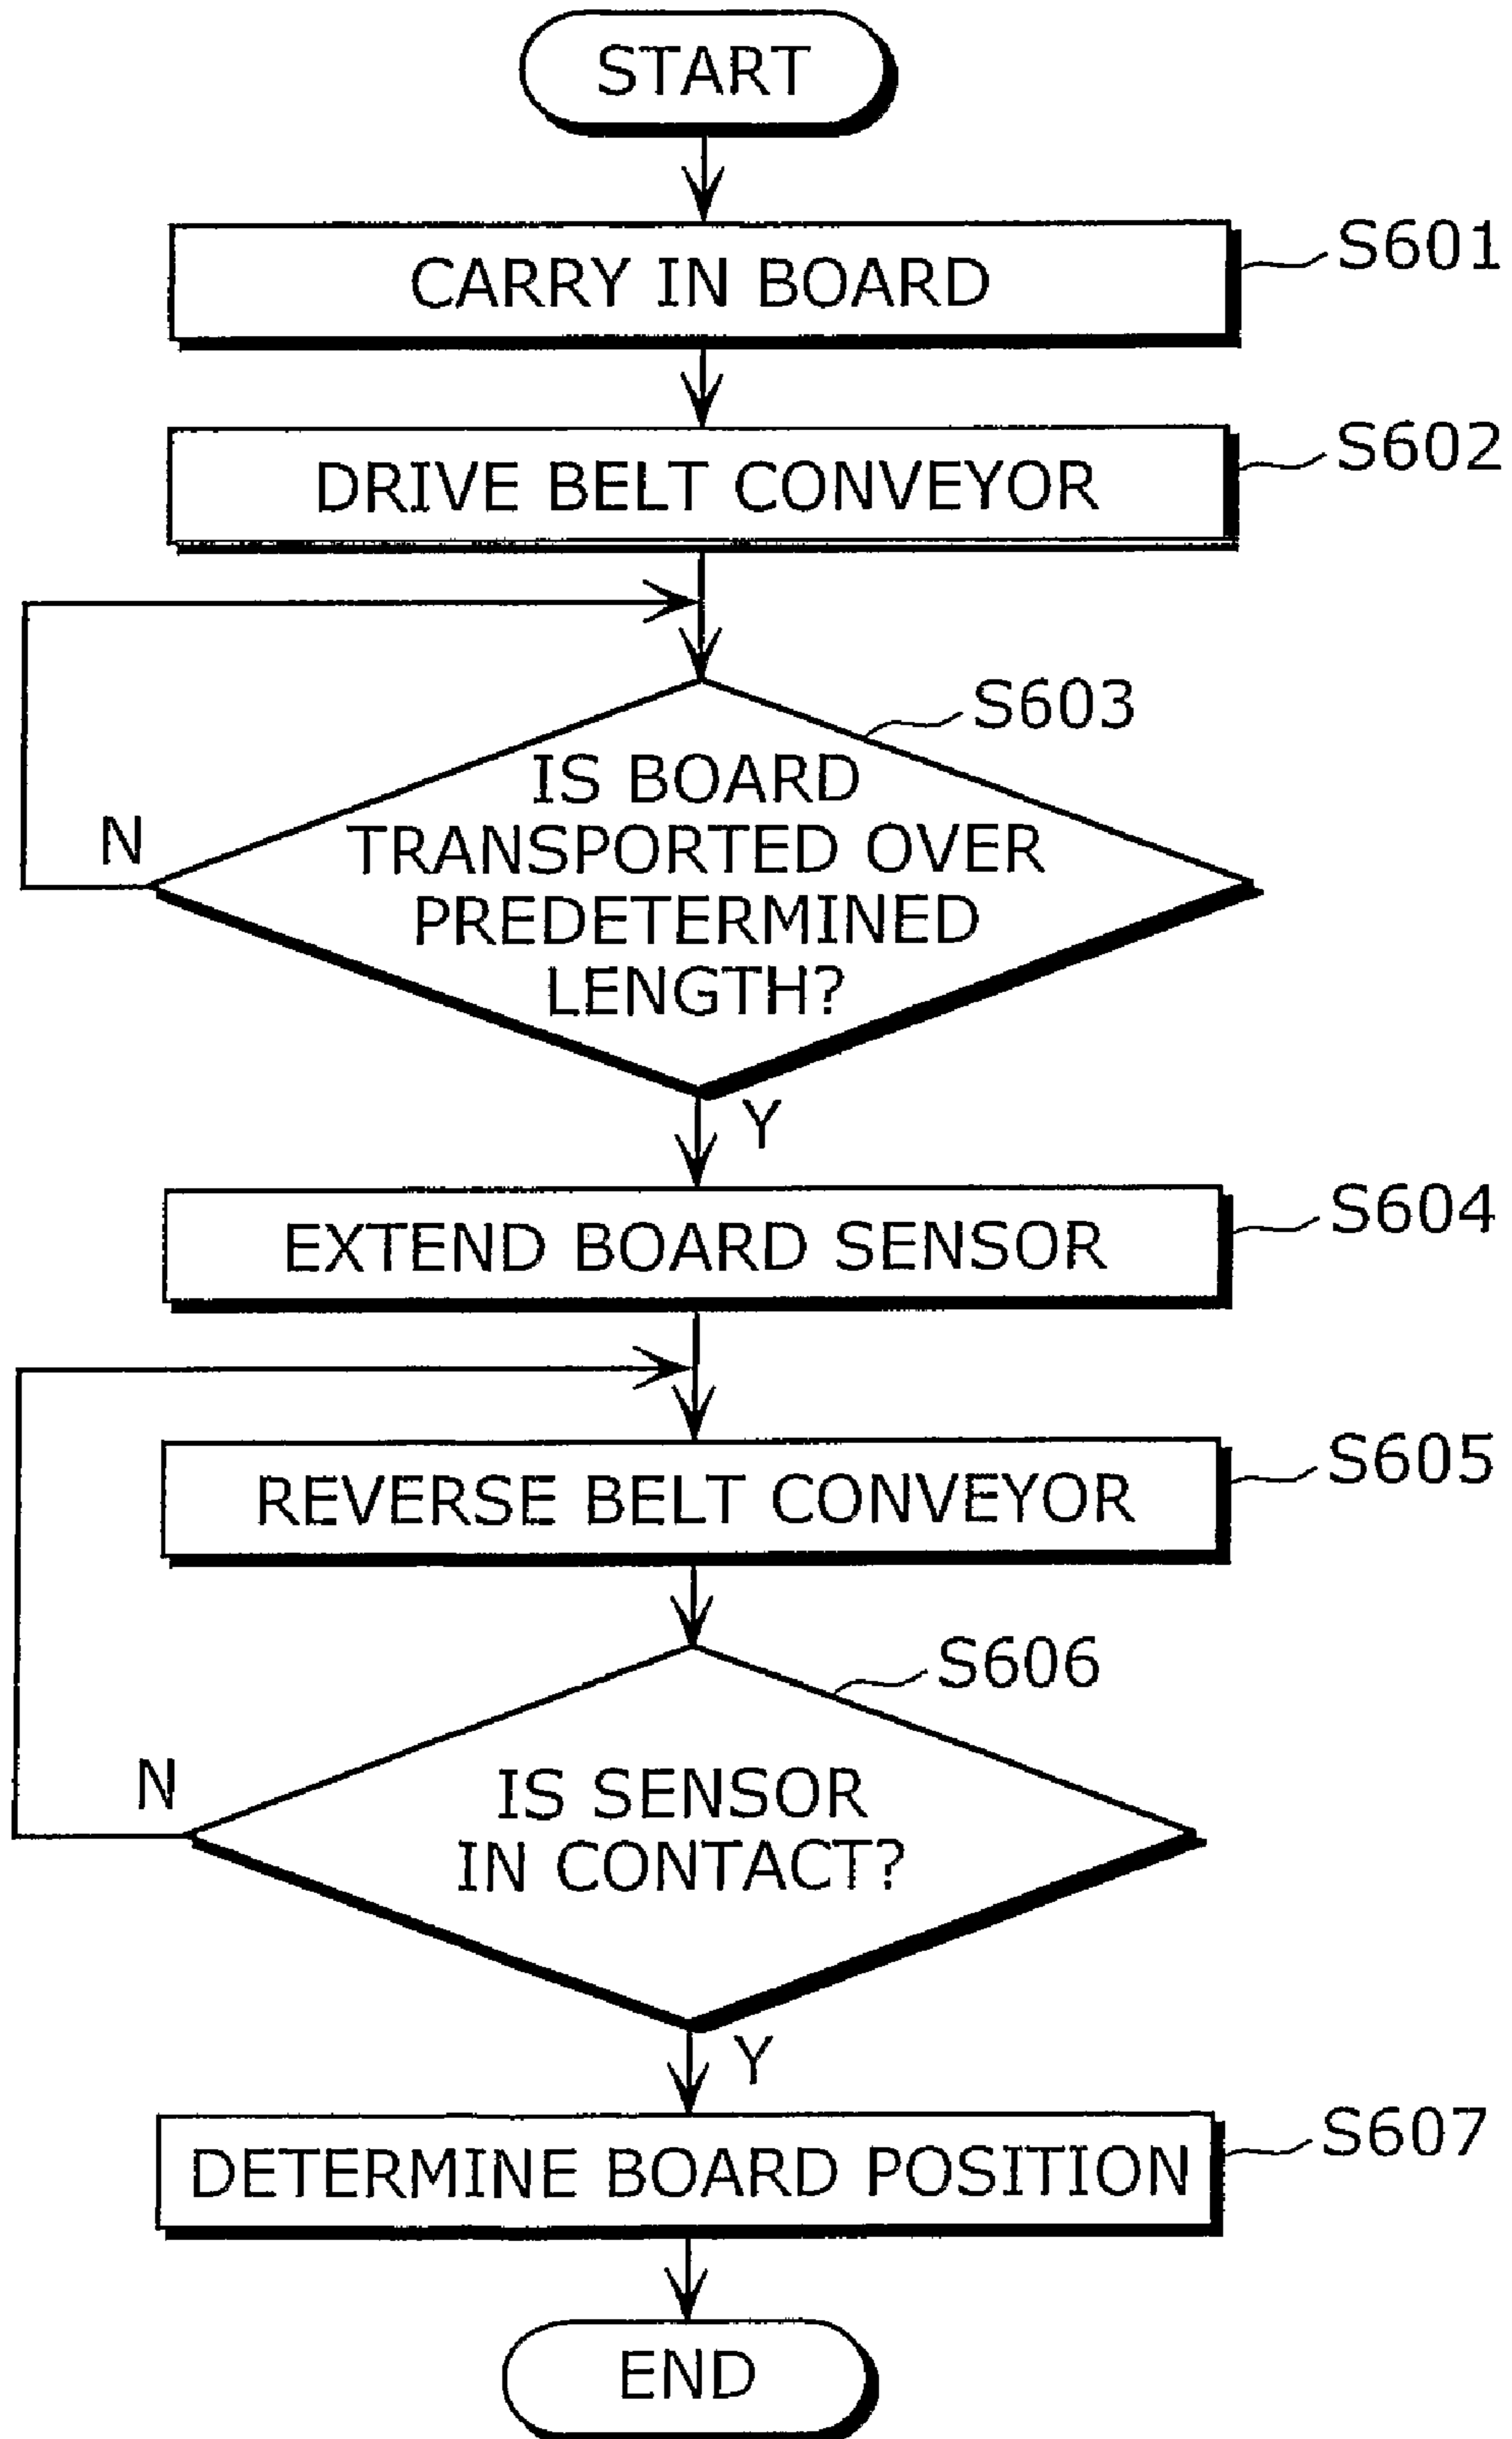 START
CARRY IN BOARD
S601
DRIVE BELT CONVEYOR
S602
S603
IS BOARD
TRANSPORTED OVER
PREDETERMINED
LENGTH?
N
Y
EXTEND BOARD SENSOR
S604
REVERSE BELT CONVEYOR
S605
S606
IS SENSOR
IN CONTACT?
N
Y
DETERMINE BOARD POSITION
S607
END